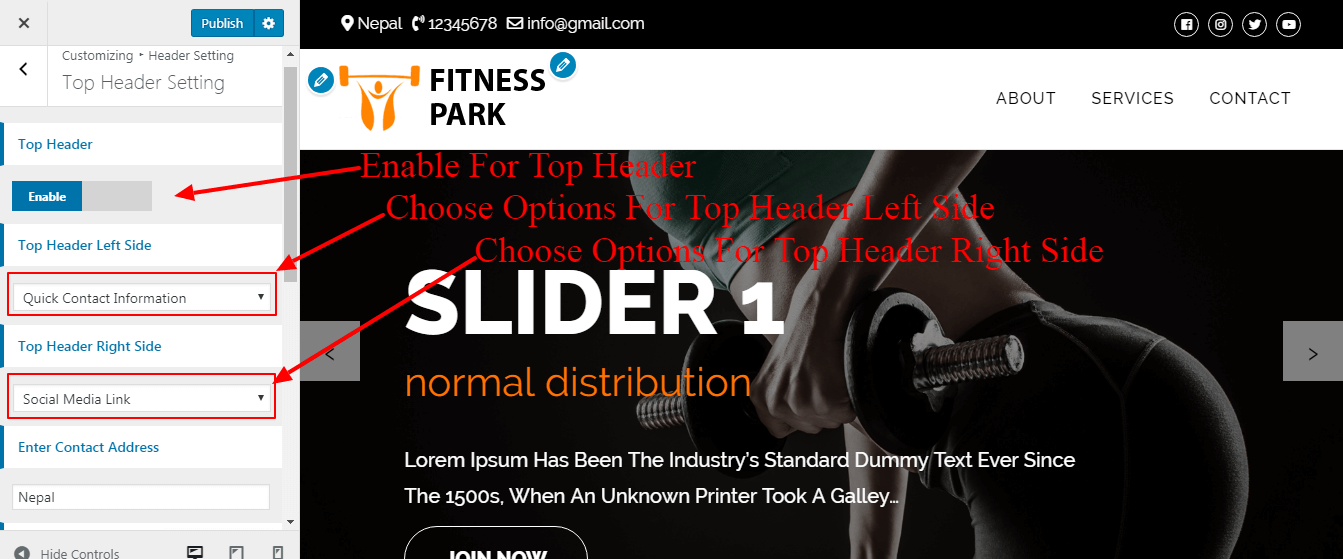 Publish
Customizing ▸ Header Setting
Top Header Setting
Top Header
Enable
Top Header Left Side
Quick Contact Information
Top Header Right Side
Social Media Link
Enter Contact Address
Nepal
Hide Controls
Nepal 12345678 info@gmail.com
FITNESS
PARK
ABOUT SERVICES CONTACT
Enable For Top Header
Choose Options For Top Header Left Side
Choose Options For Top Header Right Side
SLIDER 1
normal distribution
Lorem Ipsum Has Been The Industry’s Standard Dummy Text Ever Since
The 1500s, When An Unknown Printer Took A Galley…
JOIN NOW